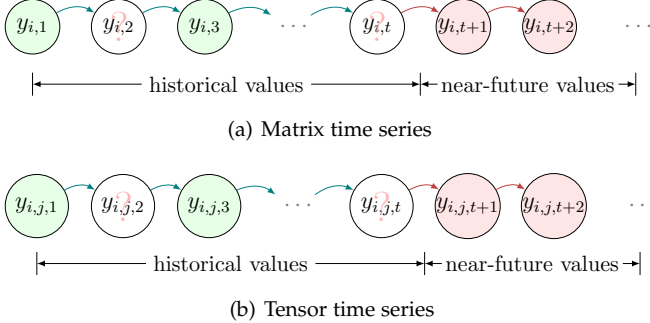 y_{i,1} ? y_{i,2} y_{i,3} ... ? y_{i,t} y_{i,t+1} y_{i,t+2} ...
historical values near-future values
(a) Matrix time series
y_{i,j,1} ? y_{i,j,2} y_{i,j,3} ... ? y_{i,j,t} y_{i,j,t+1} y_{i,j,t+2} ..
historical values near-future values
(b) Tensor time series